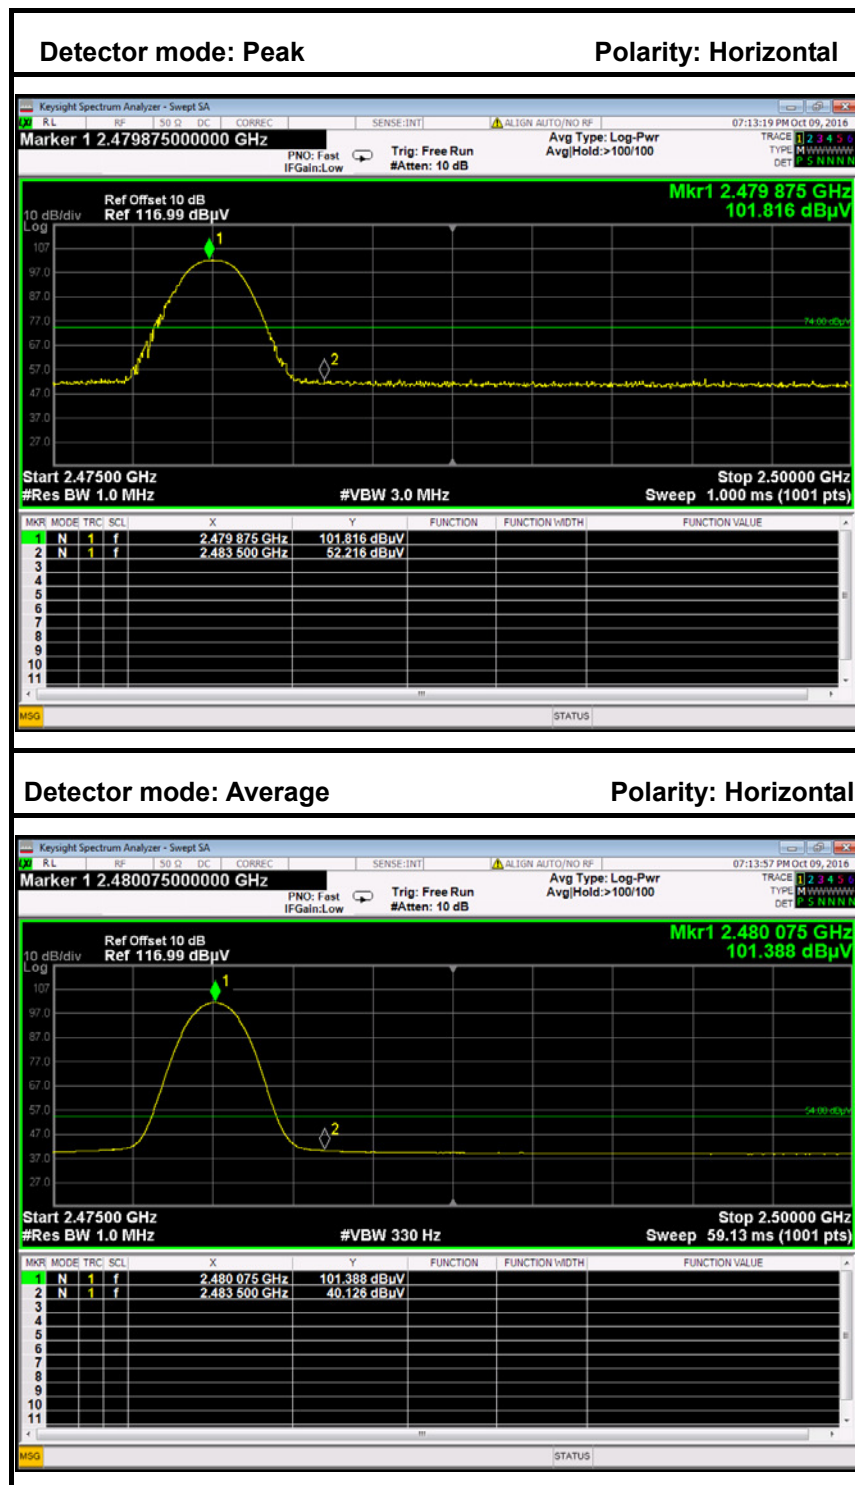 Detector mode: Peak Polarity: Horizontal
Keysight Spectrum Analyzer - Swept SA
RL RF 50 Ω DC CORREC SENSE:INT ALIGN AUTO/NO RF 07:13:19 PM Oct 09, 2016
Marker 1 2.479875000000 GHz
PNO: Fast
IFGain:Low
Trig: Free Run
#Atten: 10 dB
Avg Type: Log-Pwr
Avg|Hold:>100/100
TRACE 1 2 3 4 5 6
TYPE M W W W W W
DET P S N N N N
Mkr1 2.479 875 GHz
101.816 dBµV
Ref Offset 10 dB
10 dB/div Ref 116.99 dBµV
Log
1
107
97.0
87.0
77.0
74.00 dBµV
67.0
57.0
2
47.0
37.0
27.0
Start 2.47500 GHz Stop 2.50000 GHz
#Res BW 1.0 MHz #VBW 3.0 MHz Sweep 1.000 ms (1001 pts)
MKR MODE TRC SCL X Y FUNCTION FUNCTION WIDTH FUNCTION VALUE
1 N 1 f 2.479 875 GHz 101.816 dBµV
2 N 1 f 2.483 500 GHz 52.216 dBµV
3
4
5
6
7
8
9
10
11
MSG STATUS
Detector mode: Average Polarity: Horizontal
Keysight Spectrum Analyzer - Swept SA
RL RF 50 Ω DC CORREC SENSE:INT ALIGN AUTO/NO RF 07:13:57 PM Oct 09, 2016
Marker 1 2.480075000000 GHz
PNO: Fast
IFGain:Low
Trig: Free Run
#Atten: 10 dB
Avg Type: Log-Pwr
Avg|Hold:>100/100
TRACE 1 2 3 4 5 6
TYPE M W W W W W
DET P S N N N N
Mkr1 2.480 075 GHz
101.388 dBµV
Ref Offset 10 dB
10 dB/div Ref 116.99 dBµV
Log
1
107
97.0
87.0
77.0
67.0
57.0
54.00 dBµV
47.0
2
37.0
27.0
Start 2.47500 GHz Stop 2.50000 GHz
#Res BW 1.0 MHz #VBW 330 Hz Sweep 59.13 ms (1001 pts)
MKR MODE TRC SCL X Y FUNCTION FUNCTION WIDTH FUNCTION VALUE
1 N 1 f 2.480 075 GHz 101.388 dBµV
2 N 1 f 2.483 500 GHz 40.126 dBµV
3
4
5
6
7
8
9
10
11
MSG STATUS